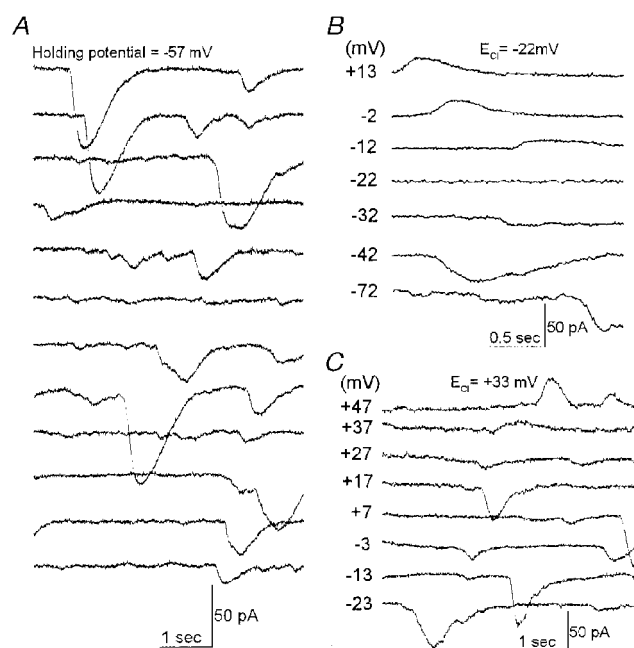 A
Holding potential = -57 mV
50 pA
1 sec
B
(mV)
E_Cl= -22mV
+13
-2
-12
-22
-32
-42
-72
0.5 sec
50 pA
C
(mV)
E_Cl= +33 mV
+47
+37
+27
+17
+7
-3
-13
-23
1 sec
50 pA